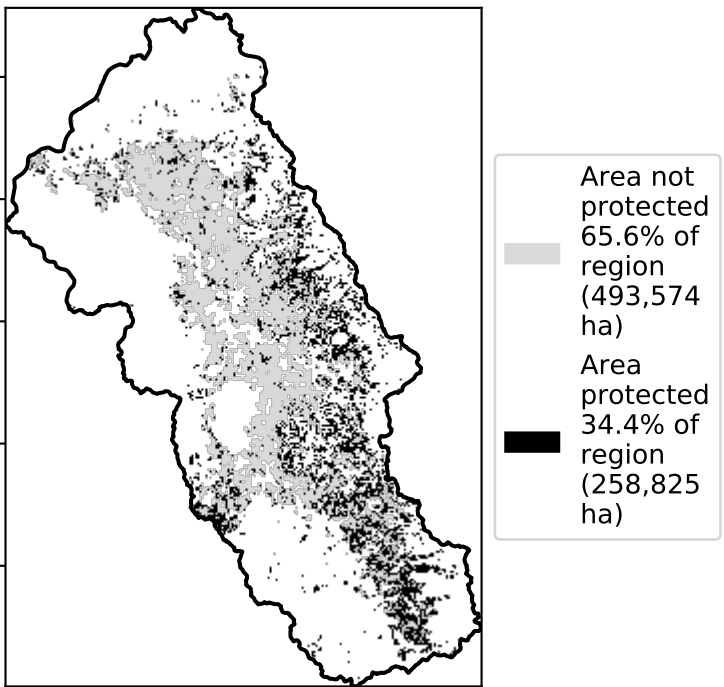 Area not
protected
65.6% of
region
(493,574
ha)
Area
protected
34.4% of
region
(258,825
ha)